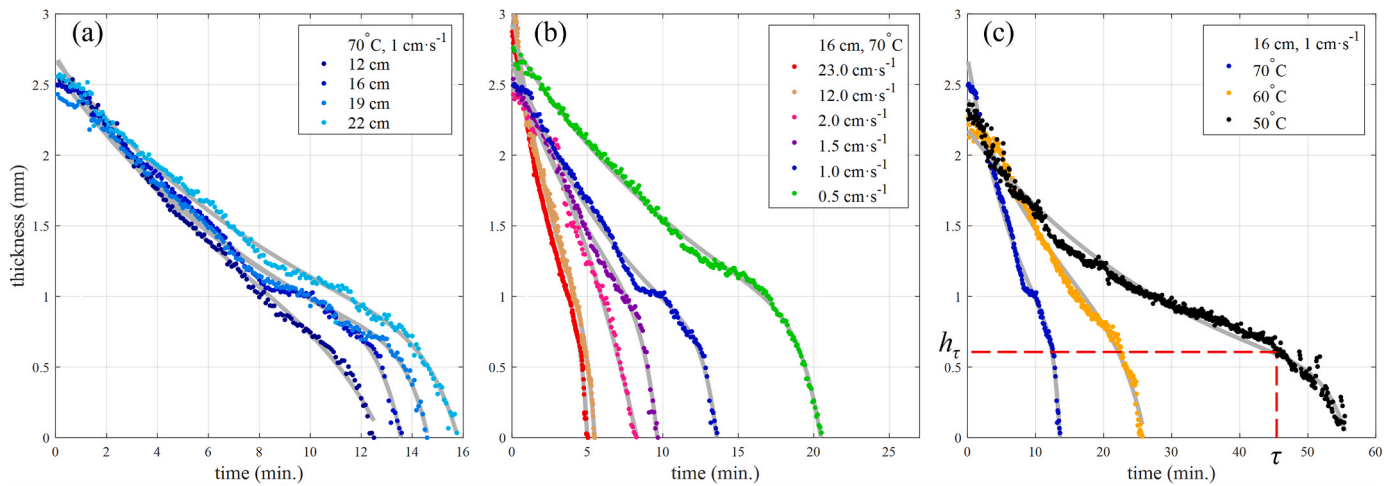 (a)
70°C, 1 cm·s⁻¹
12 cm
16 cm
19 cm
22 cm
3
2.5
2
1.5
1
0.5
0
thickness (mm)
0 2 4 6 8 10 12 14 16
time (min.)
(b)
16 cm, 70°C
23.0 cm·s⁻¹
12.0 cm·s⁻¹
2.0 cm·s⁻¹
1.5 cm·s⁻¹
1.0 cm·s⁻¹
0.5 cm·s⁻¹
3
2.5
2
1.5
1
0.5
0
0 5 10 15 20 25
time (min.)
(c)
16 cm, 1 cm·s⁻¹
70°C
60°C
50°C
3
2.5
2
1.5
1
hτ
0.5
0
0 10 20 30 40 50 60
τ
time (min.)